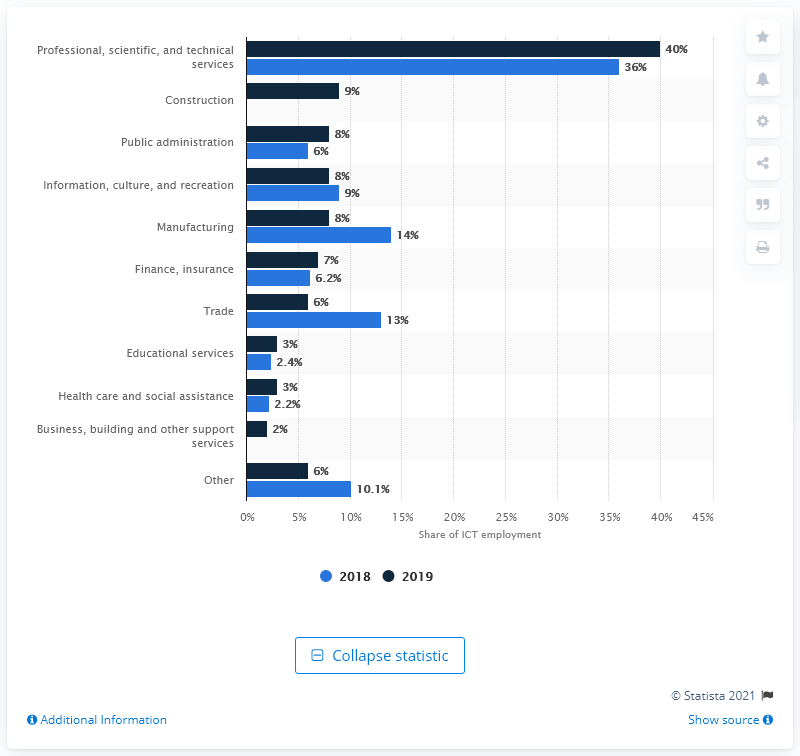 Professional, scientific, and technical
services
40%
36%
Construction
9%
Public administration
8%
6%
Information, culture, and recreation
8%
9%
Manufacturing
8%
14%
Finance, insurance
7%
6.2%
Trade
6%
13%
Educational services
3%
2.4%
Health care and social assistance
3%
2.2%
Business, building and other support
services
2%
Other
6%
10.1%
0% 5% 10% 15% 20% 25% 30% 35% 40% 45%
Share of ICT employment
2018 2019
Collapse statistic
© Statista 2021
Additional Information
Show source